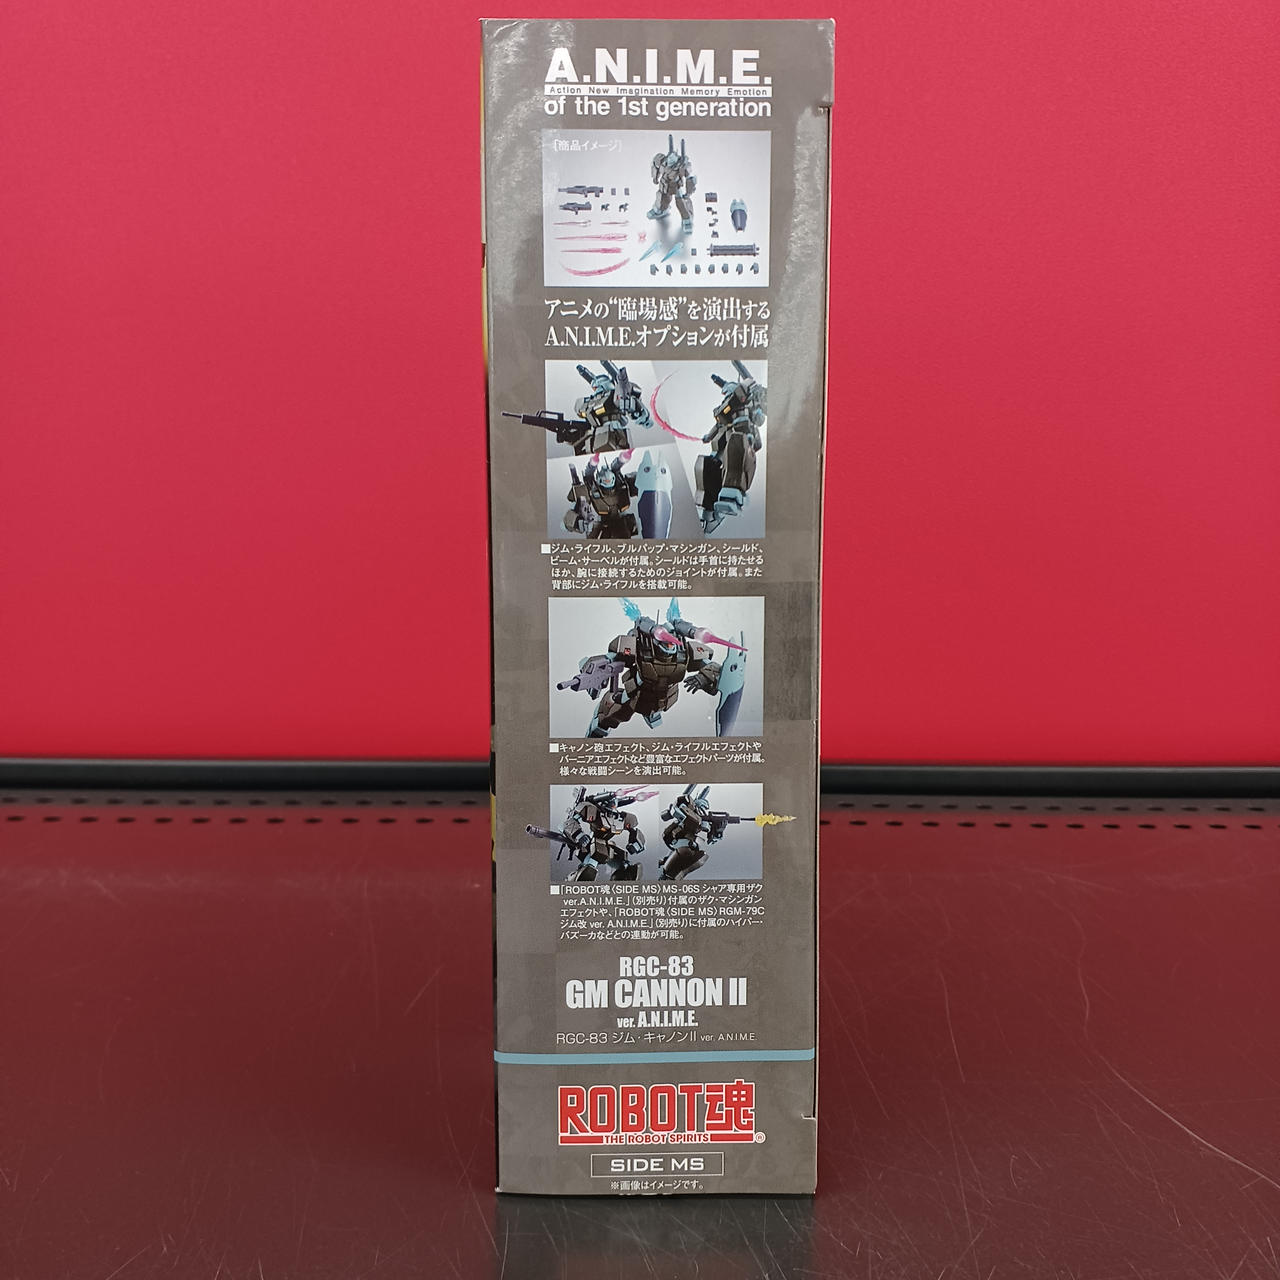 A.N.I.M.E.
Action New Imagination Memory Emotion
of the 1st generation
[商品イメージ]
アニメの“臨場感”を演出する
A.N.I.M.E.オプションが付属
■ジム・ライフル、ブルパップ・マシンガン、シールド、
ビーム・サーベルが付属。シールドは手首に持たせる
ほか、腕に接続するためのジョイントが付属。また
背部にジム・ライフルを搭載可能。
■キャノン砲エフェクト、ジム・ライフルエフェクトや
バーニアエフェクトなど豊富なエフェクトパーツが付属。
様々な戦闘シーンを演出可能。
■「ROBOT魂〈SIDE MS〉MS-06S シャア専用ザク
ver.A.N.I.M.E.」(別売り)付属のザク・マシンガン
エフェクトや、「ROBOT魂〈SIDE MS〉RGM-79C
ジム改 ver. A.N.I.M.E.」(別売り)に付属のハイパー・
バズーカなどとの連動が可能。
RGC-83
GM CANNON II
ver. A.N.I.M.E.
RGC-83 ジム・キャノンII ver. A.N.I.M.E.
ROBOT魂
THE ROBOT SPIRITS ®
SIDE MS
※画像はイメージです。